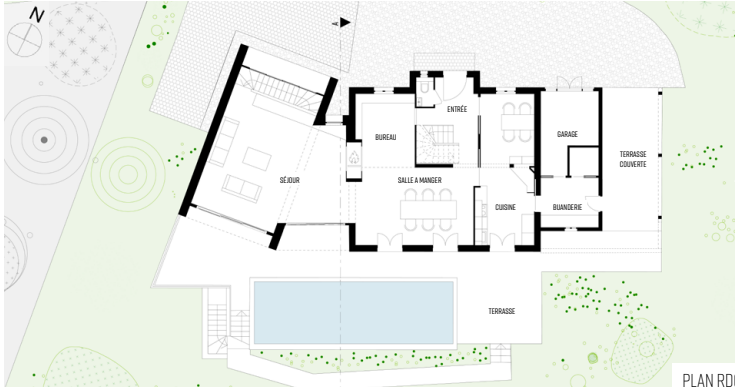 N
A
ENTRÉE
BUREAU
GARAGE
TERRASSE
COUVERTE
SÉJOUR
SALLE A MANGER
CUISINE
BUANDERIE
TERRASSE
PLAN RDC